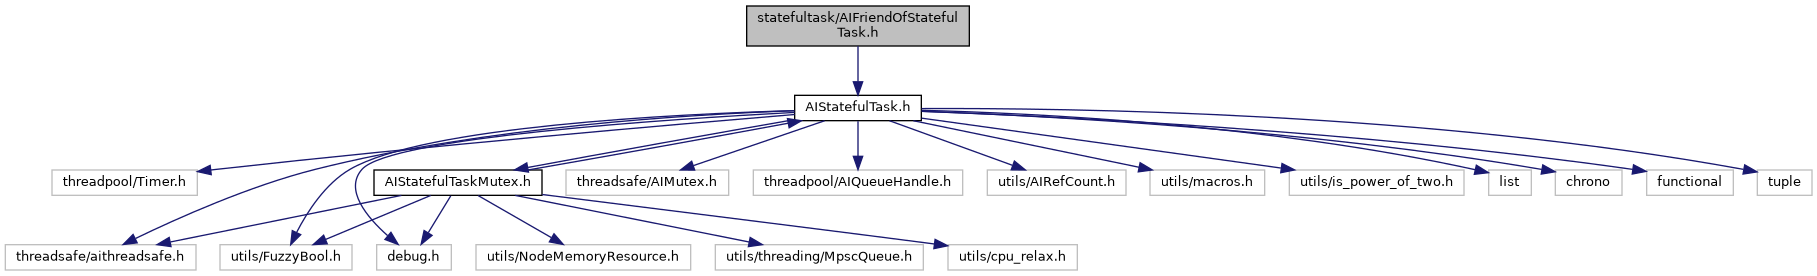 statefultask/AIFriendOfStateful
Task.h
AIStatefulTask.h
threadpool/Timer.h
AIStatefulTaskMutex.h
threadsafe/AIMutex.h
threadpool/AIQueueHandle.h
utils/AIRefCount.h
utils/macros.h
utils/is_power_of_two.h
list
chrono
functional
tuple
threadsafe/aithreadsafe.h
utils/FuzzyBool.h
debug.h
utils/NodeMemoryResource.h
utils/threading/MpscQueue.h
utils/cpu_relax.h